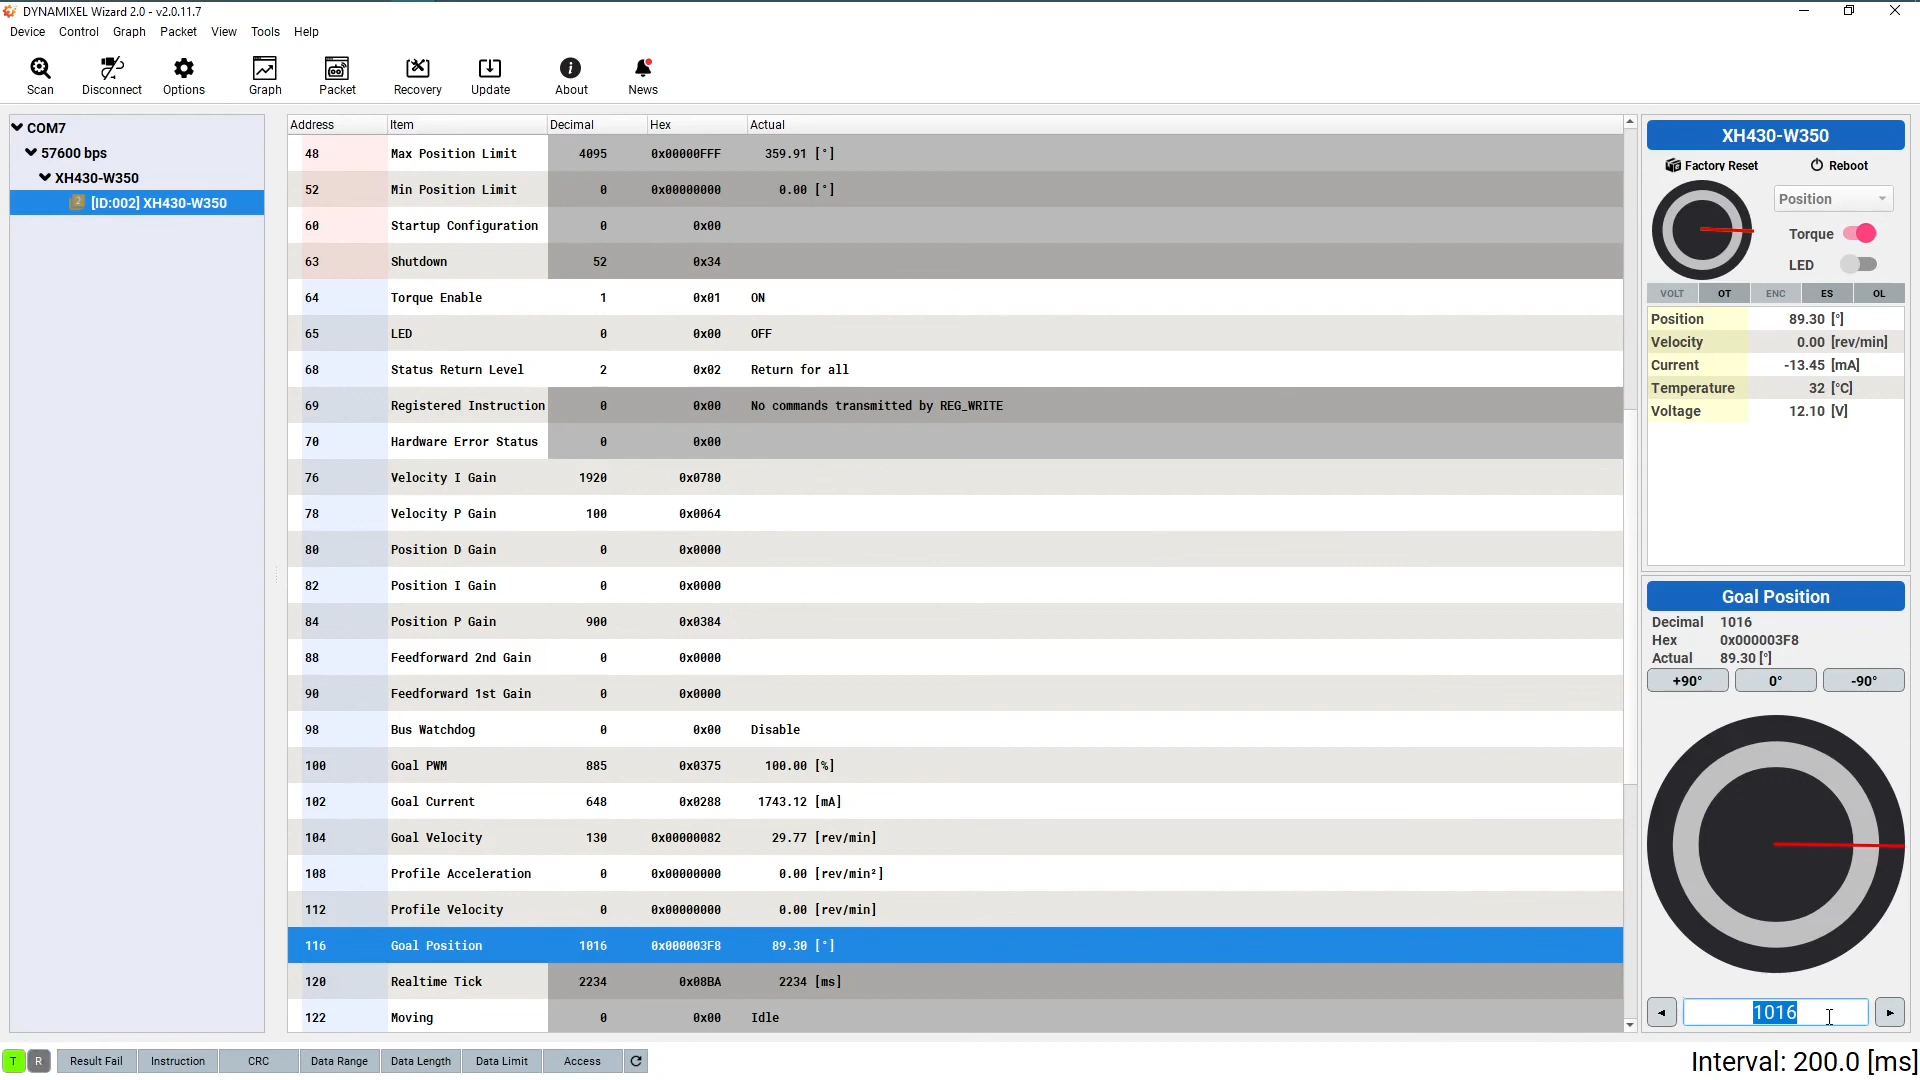 DYNAMIXEL Wizard 2.0 - v2.0.11.7
Device Control Graph Packet View Tools Help
Scan Disconnect Options Graph Packet Recovery Update About News
COM7
57600 bps
XH430-W350
2 [ID:002] XH430-W350
Address Item Decimal Hex Actual
48 Max Position Limit 4095 0x00000FFF 359.91 [°]
52 Min Position Limit 0 0x00000000 0.00 [°]
60 Startup Configuration 0 0x00
63 Shutdown 52 0x34
64 Torque Enable 1 0x01 ON
65 LED 0 0x00 OFF
68 Status Return Level 2 0x02 Return for all
69 Registered Instruction 0 0x00 No commands transmitted by REG_WRITE
70 Hardware Error Status 0 0x00
76 Velocity I Gain 1920 0x0780
78 Velocity P Gain 100 0x0064
80 Position D Gain 0 0x0000
82 Position I Gain 0 0x0000
84 Position P Gain 900 0x0384
88 Feedforward 2nd Gain 0 0x0000
90 Feedforward 1st Gain 0 0x0000
98 Bus Watchdog 0 0x00 Disable
100 Goal PWM 885 0x0375 100.00 [%]
102 Goal Current 648 0x0288 1743.12 [mA]
104 Goal Velocity 130 0x00000082 29.77 [rev/min]
108 Profile Acceleration 0 0x00000000 0.00 [rev/min²]
112 Profile Velocity 0 0x00000000 0.00 [rev/min]
116 Goal Position 1016 0x000003F8 89.30 [°]
120 Realtime Tick 2234 0x08BA 2234 [ms]
122 Moving 0 0x00 Idle
XH430-W350
Factory Reset Reboot
Position
Torque
LED
VOLT OT ENC ES OL
Position 89.30 [°]
Velocity 0.00 [rev/min]
Current -13.45 [mA]
Temperature 32 [°C]
Voltage 12.10 [V]
Goal Position
Decimal 1016
Hex 0x000003F8
Actual 89.30 [°]
+90° 0° -90°
1016
T R Result Fail Instruction CRC Data Range Data Length Data Limit Access
Interval: 200.0 [ms]